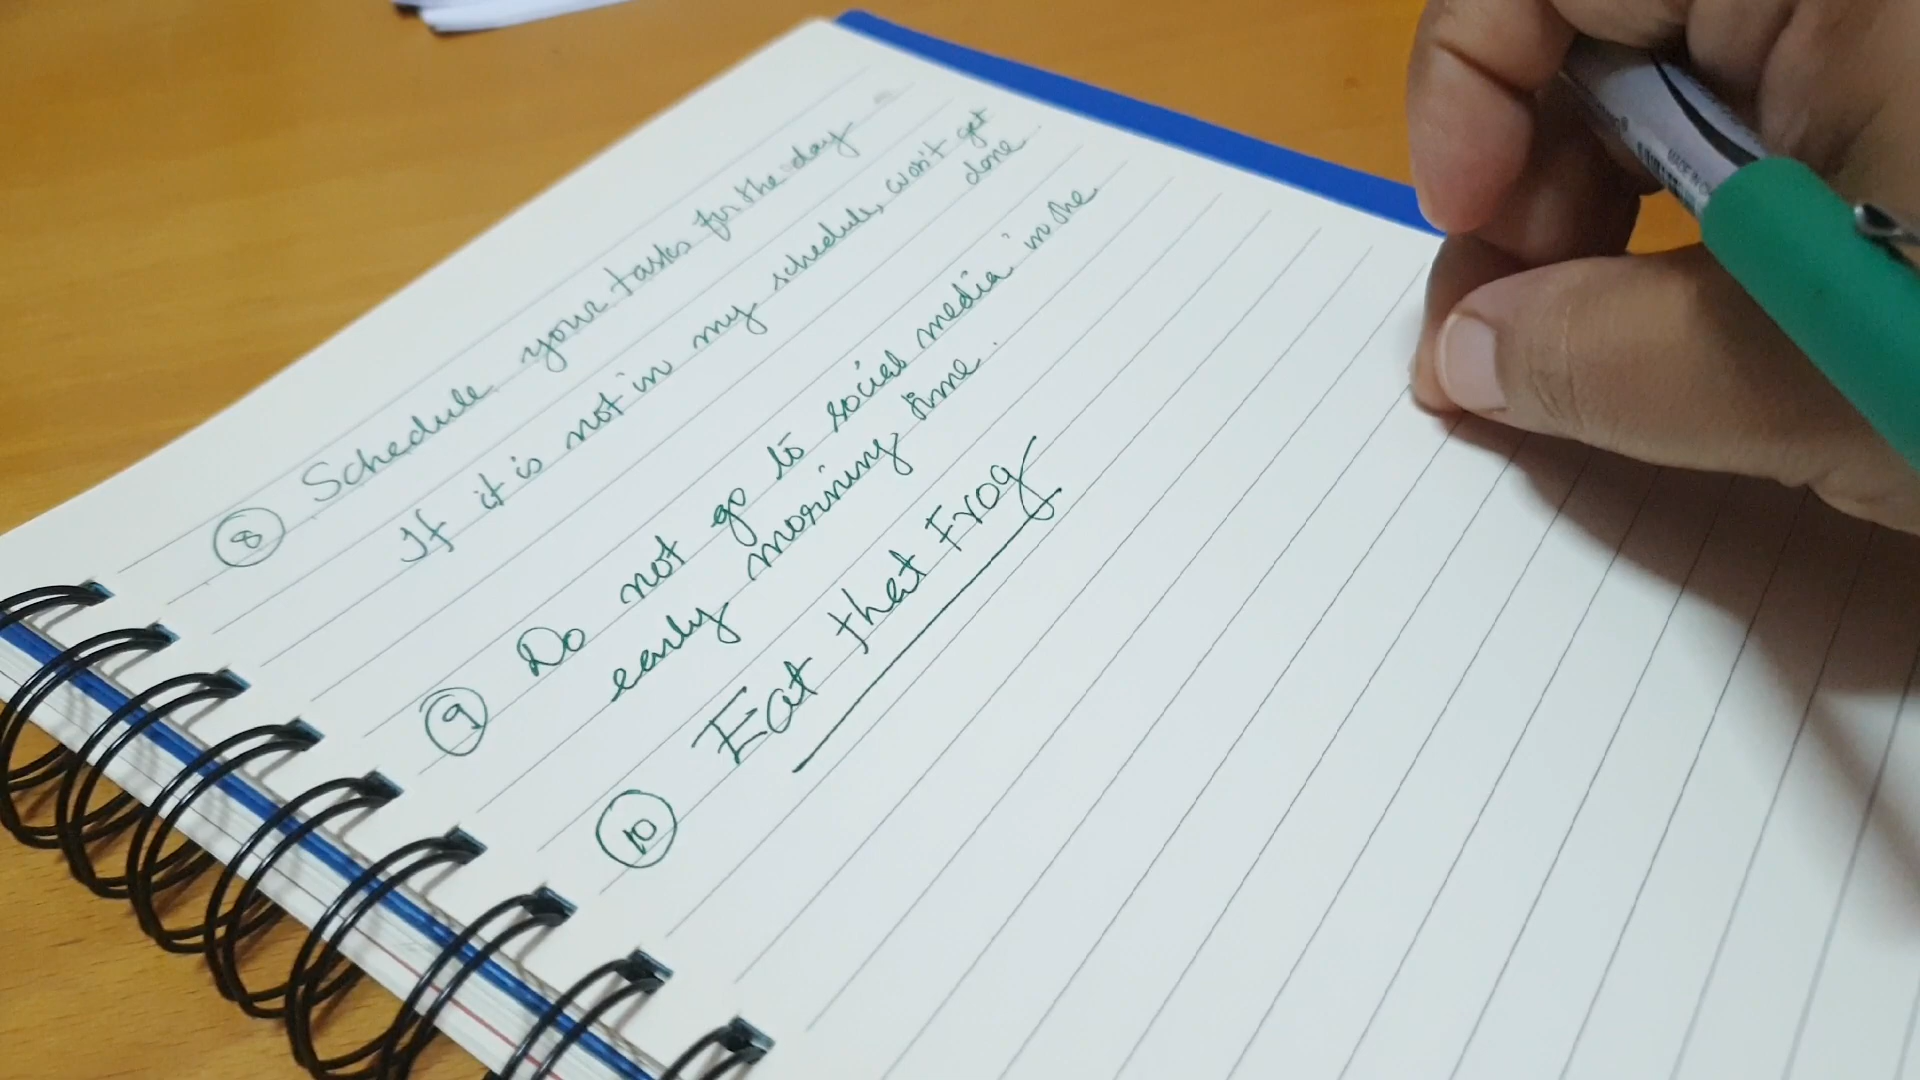 8 Schedule your tasks for the day
If it is not in my schedule, won't get
done
9 Do not go to social media in the
early morning time.
10 Eat that Frog